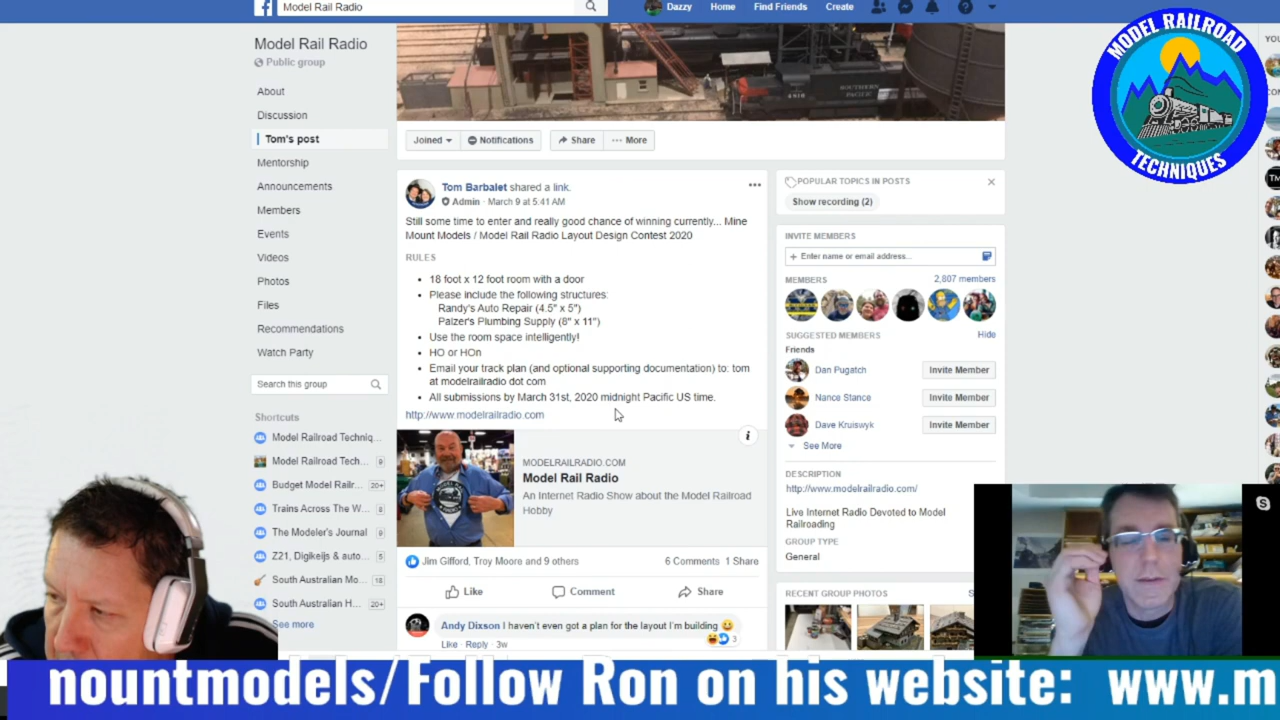 Model Rail Radio
Dazzy
Home
Find Friends
Create
Model Rail Radio
Public group
About
Discussion
Tom's post
Mentorship
Announcements
Members
Events
Videos
Photos
Files
Recommendations
Watch Party
Search this group
Shortcuts
Model Railroad Techniq...
Model Railroad Tech... 9
Budget Model Railr... 20+
Trains Across The W... 8
The Modeler's Journal 9
Z21, Digikeijs & auto... 5
South Australian Mo... 18
South Australian H... 20+
See more
SOUTHERN
PACIFIC
Joined
Notifications
Share
More
Tom Barbalet shared a link.
Admin · March 9 at 5:41 AM
Still some time to enter and really good chance of winning currently... Mine
Mount Models / Model Rail Radio Layout Design Contest 2020
RULES
• 18 foot x 12 foot room with a door
• Please include the following structures:
Randy's Auto Repair (4.5" x 5")
Palzer's Plumbing Supply (8" x 11")
• Use the room space intelligently!
• HO or HOn
• Email your track plan (and optional supporting documentation) to: tom
at modelrailradio dot com
• All submissions by March 31st, 2020 midnight Pacific US time.
http://www.modelrailradio.com
MODELRAILRADIO.COM
Model Rail Radio
An Internet Radio Show about the Model Railroad
Hobby
Jim Gifford, Troy Moore and 9 others
6 Comments 1 Share
Like
Comment
Share
Andy Dixson I haven't even got a plan for the layout I'm building
3
Like · Reply · 3w
POPULAR TOPICS IN POSTS
Show recording (2)
INVITE MEMBERS
+ Enter name or email address...
MEMBERS
2,807 members
SUGGESTED MEMBERS
Hide
Friends
Dan Pugatch
Invite Member
Nance Stance
Invite Member
Dave Kruiswyk
Invite Member
See More
DESCRIPTION
http://www.modelrailradio.com/
Live Internet Radio Devoted to Model
Railroading
GROUP TYPE
General
RECENT GROUP PHOTOS
MODEL RAILROAD
TECHNIQUES
nountmodels/Follow Ron on his website: www.m